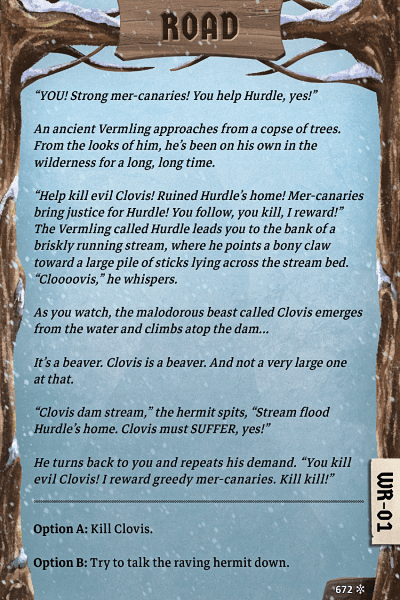 ROAD
“YOU! Strong mer-canaries! You help Hurdle, yes!”
An ancient Vermling approaches from a copse of trees.
From the looks of him, he’s been on his own in the
wilderness for a long, long time.
“Help kill evil Clovis! Ruined Hurdle’s home! Mer-canaries
bring justice for Hurdle! You follow, you kill, I reward!”
The Vermling called Hurdle leads you to the bank of a
briskly running stream, where he points a bony claw
toward a large pile of sticks lying across the stream bed.
“Cloooovis,” he whispers.
As you watch, the malodorous beast called Clovis emerges
from the water and climbs atop the dam...
It’s a beaver. Clovis is a beaver. And not a very large one
at that.
“Clovis dam stream,” the hermit spits, “Stream flood
Hurdle’s home. Clovis must SUFFER, yes!”
He turns back to you and repeats his demand. “You kill
evil Clovis! I reward greedy mer-canaries. Kill kill!”
Option A: Kill Clovis.
Option B: Try to talk the raving hermit down.
WR-01
672